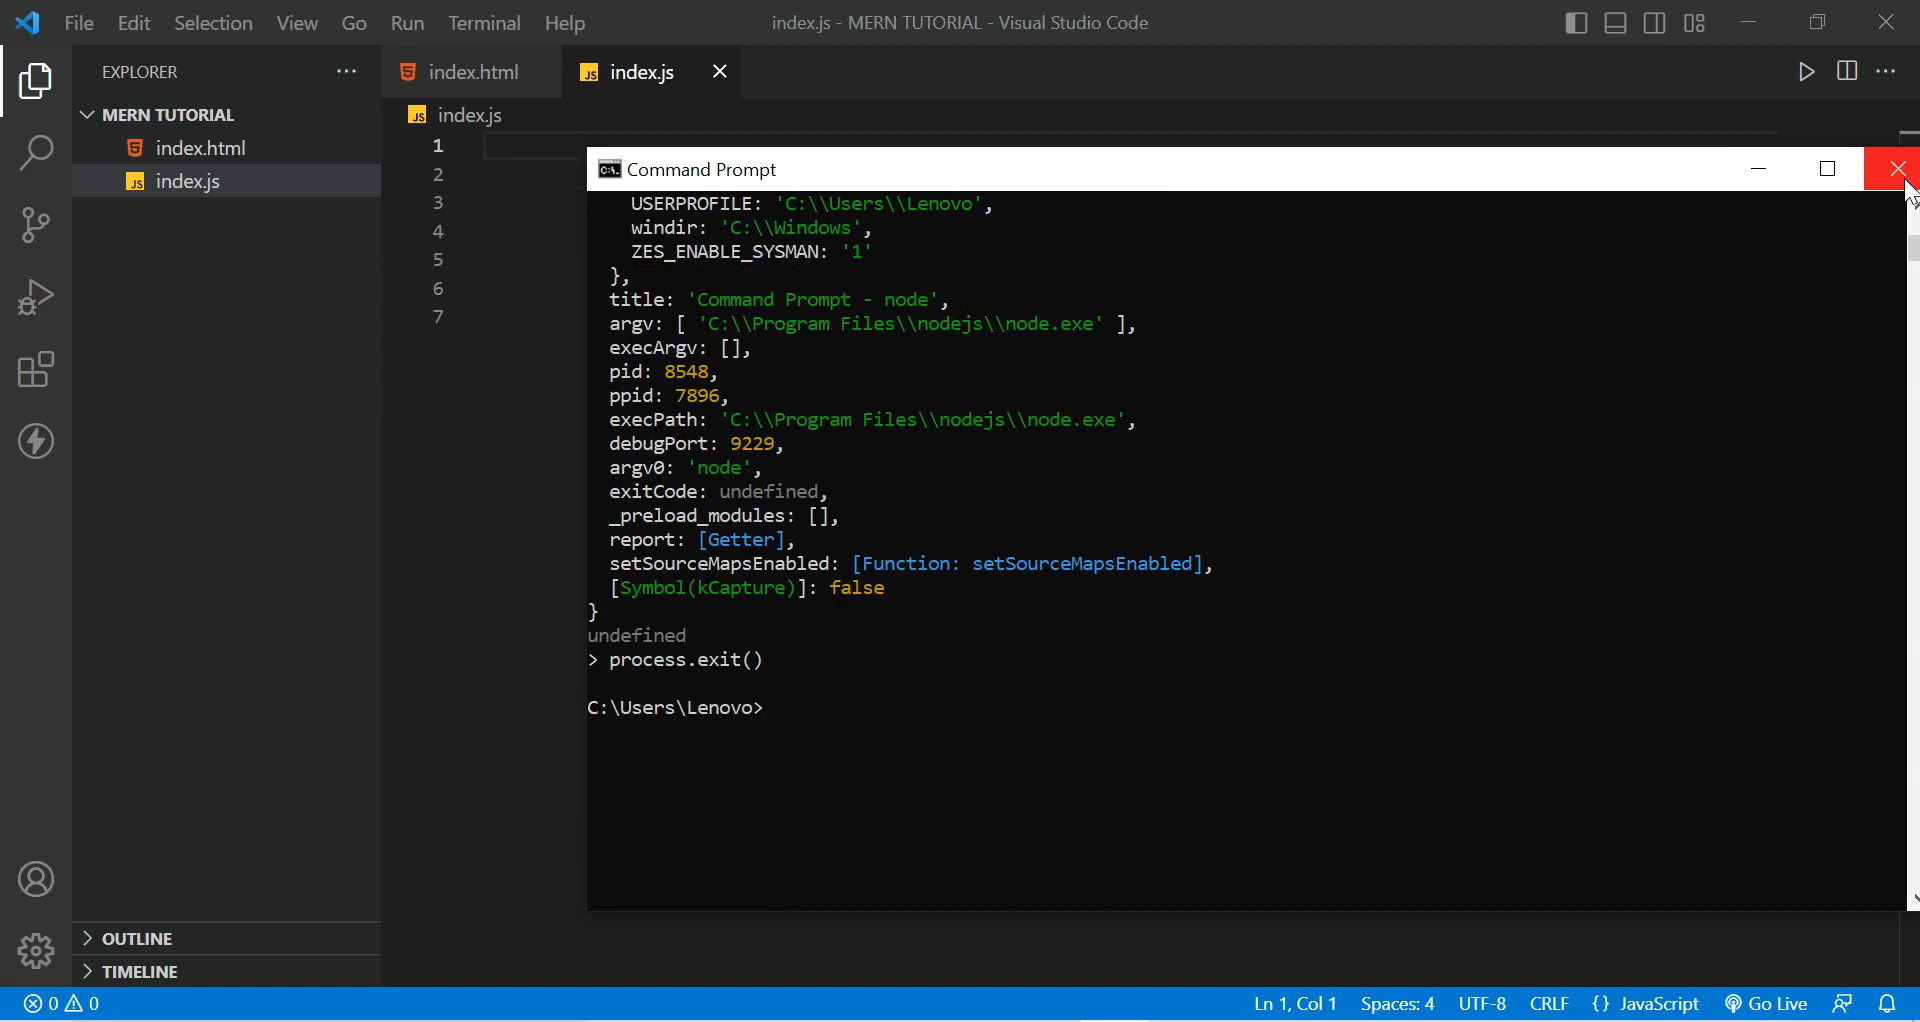 File Edit Selection View Go Run Terminal Help
index.js - MERN TUTORIAL - Visual Studio Code
EXPLORER
MERN TUTORIAL
index.html
JS index.js
OUTLINE
TIMELINE
index.html
JS index.js
JS index.js
1
2
3
4
5
6
7
C:\. Command Prompt
USERPROFILE: 'C:\\Users\\Lenovo',
windir: 'C:\\Windows',
ZES_ENABLE_SYSMAN: '1'
},
title: 'Command Prompt - node',
argv: [ 'C:\\Program Files\\nodejs\\node.exe' ],
execArgv: [],
pid: 8548,
ppid: 7896,
execPath: 'C:\\Program Files\\nodejs\\node.exe',
debugPort: 9229,
argv0: 'node',
exitCode: undefined,
_preload_modules: [],
report: [Getter],
setSourceMapsEnabled: [Function: setSourceMapsEnabled],
[Symbol(kCapture)]: false
}
undefined
> process.exit()
C:\Users\Lenovo>
0 0
Ln 1, Col 1 Spaces: 4 UTF-8 CRLF {} JavaScript Go Live